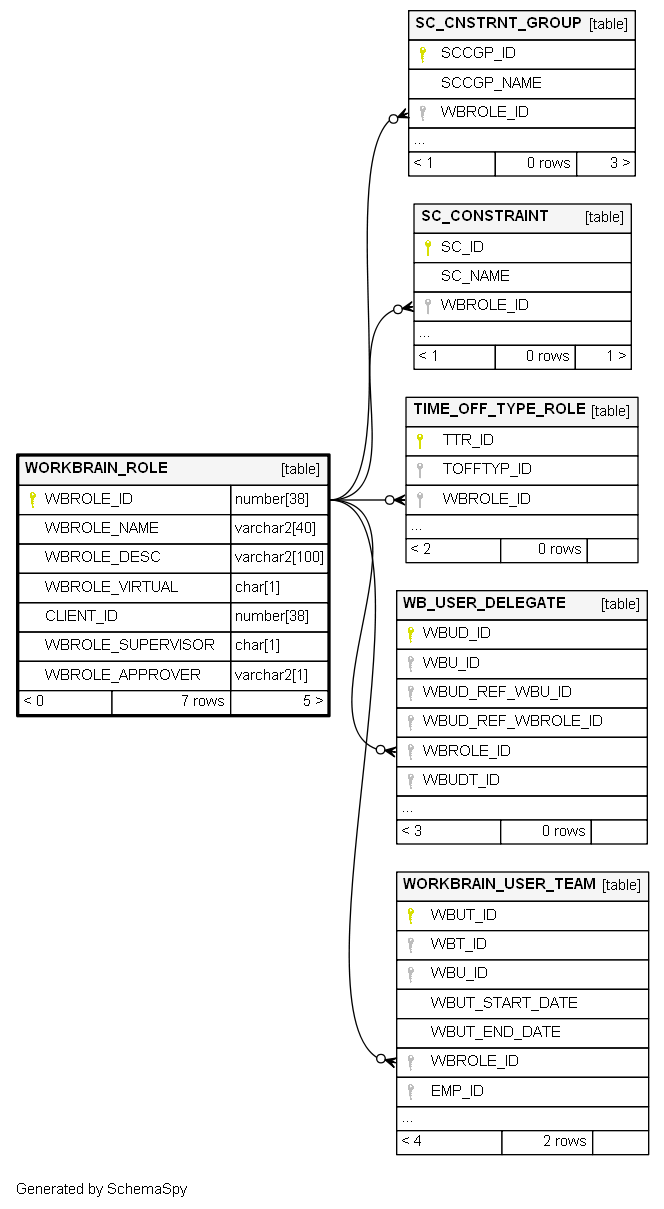 SC_CNSTRNT_GROUP [table]
SCCGP_ID
SCCGP_NAME
WBROLE_ID
...
< 1 0 rows 3 >
SC_CONSTRAINT [table]
SC_ID
SC_NAME
WBROLE_ID
...
< 1 0 rows 1 >
TIME_OFF_TYPE_ROLE [table]
TTR_ID
TOFFTYP_ID
WBROLE_ID
...
< 2 0 rows
WORKBRAIN_ROLE [table]
WBROLE_ID number[38]
WBROLE_NAME varchar2[40]
WBROLE_DESC varchar2[100]
WBROLE_VIRTUAL char[1]
CLIENT_ID number[38]
WBROLE_SUPERVISOR char[1]
WBROLE_APPROVER varchar2[1]
< 0 7 rows 5 >
WB_USER_DELEGATE [table]
WBUD_ID
WBU_ID
WBUD_REF_WBU_ID
WBUD_REF_WBROLE_ID
WBROLE_ID
WBUDT_ID
...
< 3 0 rows
WORKBRAIN_USER_TEAM [table]
WBUT_ID
WBT_ID
WBU_ID
WBUT_START_DATE
WBUT_END_DATE
WBROLE_ID
EMP_ID
...
< 4 2 rows
Generated by SchemaSpy